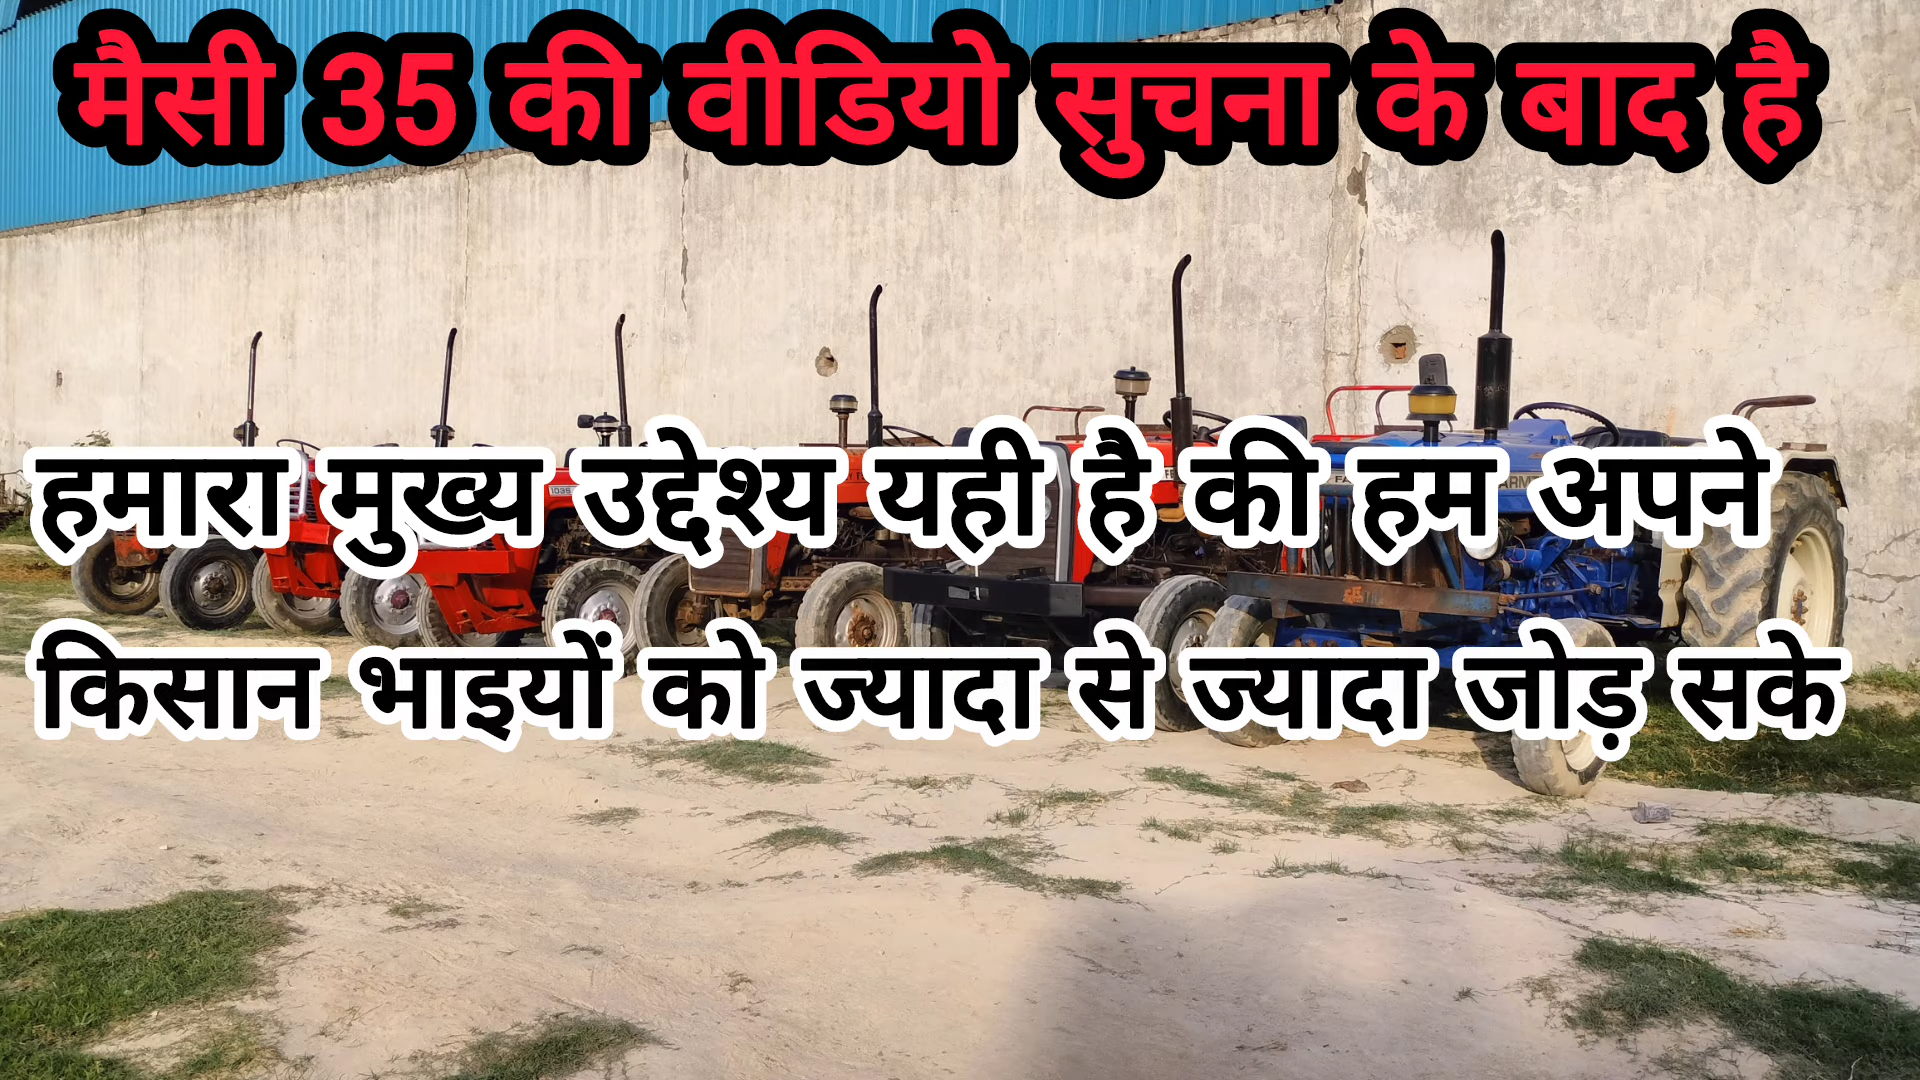 मैसी 35 की वीडियो सुचना के बाद है
हमारा मुख्य उद्देश्य यही है की हम अपने
किसान भाइयों को ज्यादा से ज्यादा जोड़ सके